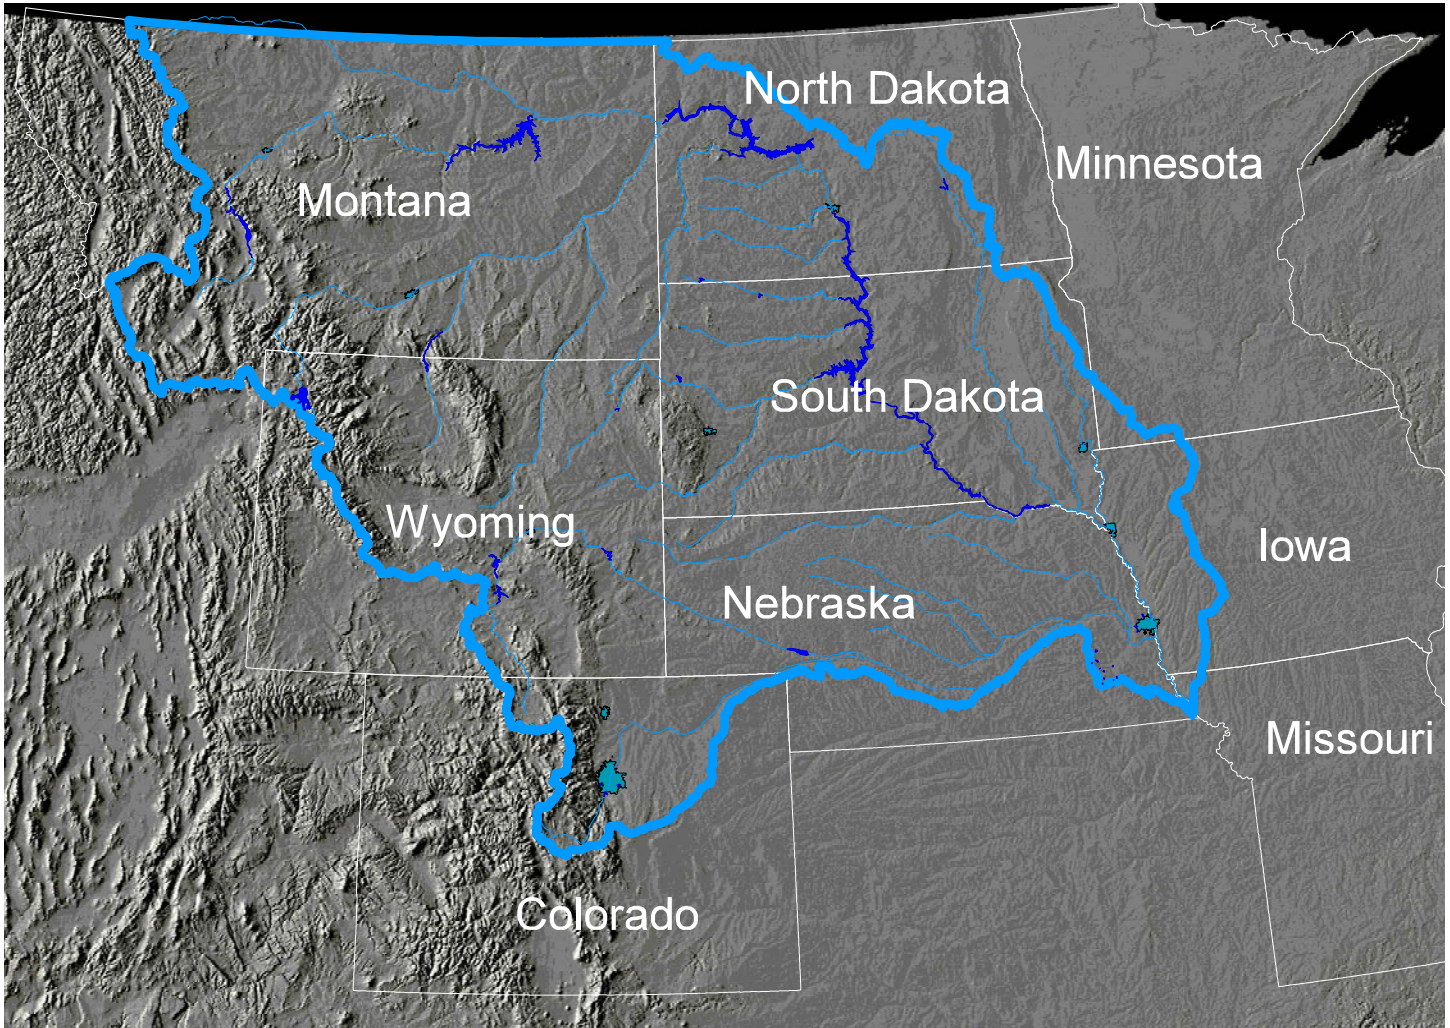 North Dakota
Minnesota
Montana
South Dakota
Wyoming
Iowa
Nebraska
Missouri
Colorado